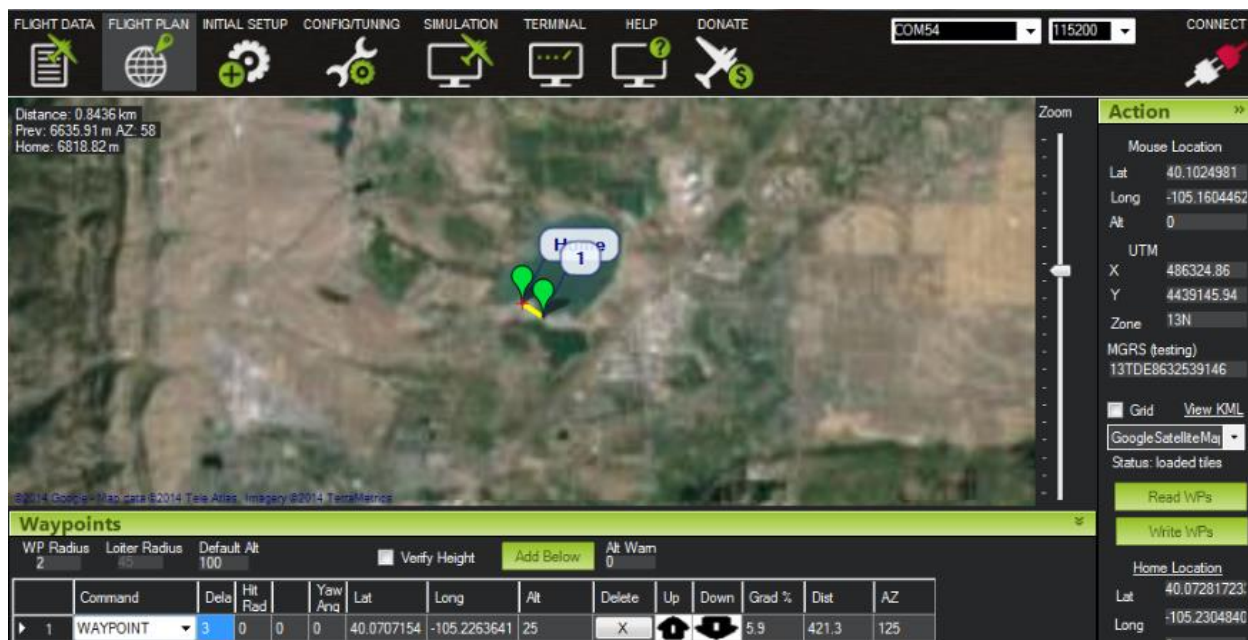 FLIGHT DATA FLIGHT PLAN INITIAL SETUP CONFIG/TUNING SIMULATION TERMINAL HELP DONATE COM54 115200 CONNECT
Distance: 0.8436 km
Prev: 6635.91 m AZ: 58
Home: 6818.82 m
Home
1
Zoom
Action »
Mouse Location
Lat 40.1024981
Long -105.1604462
Alt 0
UTM
X 486324.86
Y 4439145.94
Zone 13N
MGRS (testing)
13TDE8632539146
Grid View KML
GoogleSatelliteMap
Status: loaded tiles
Read WPs
Write WPs
Home Location
Lat 40.07281723
Long -105.2304840
©2014 Google - Map data ©2014 Tele Atlas, Imagery ©2014 TerraMetrics
Waypoints
WP Radius Loiter Radius Default Alt Verify Height Add Below Alt Warn
2 45 100 0
Command Dela Hit Rad Yaw Ang Lat Long Alt Delete Up Down Grad % Dist AZ
1 WAYPOINT 3 0 0 0 40.0707154 -105.2263641 25 X 5.9 421.3 125